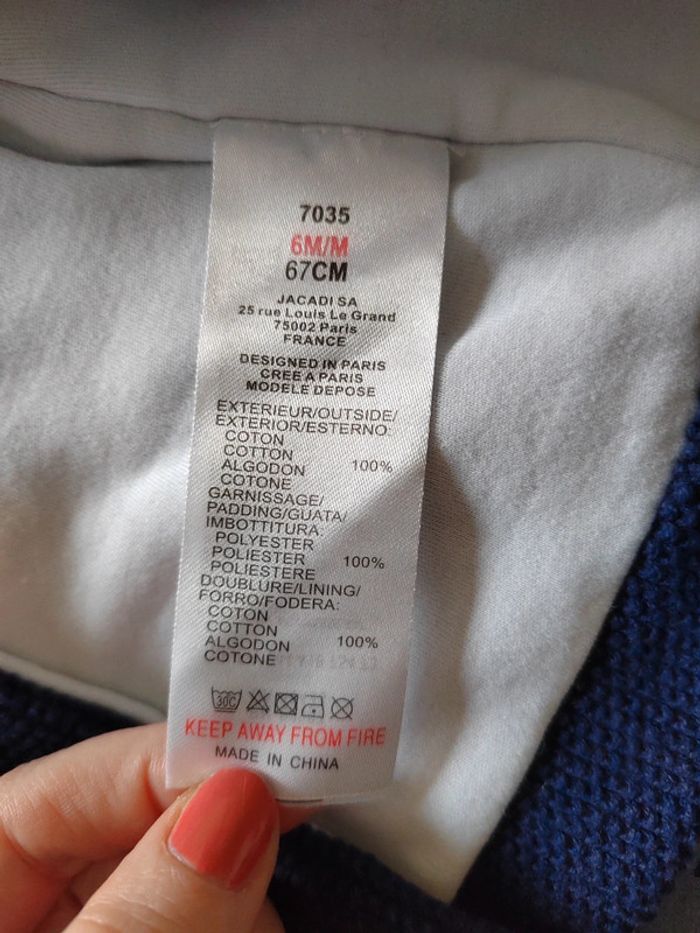 7035
6M/M
67CM
JACADI SA
25 rue Louis Le Grand
75002 Paris
FRANCE
DESIGNED IN PARIS
CREE A PARIS
MODELE DEPOSE
EXTERIEUR/OUTSIDE/
EXTERIOR/ESTERNO:
COTON
COTTON
ALGODON 100%
COTONE
GARNISSAGE/
PADDING/GUATA/
IMBOTTITURA:
POLYESTER
POLIESTER 100%
POLIESTERE
DOUBLURE/LINING/
FORRO/FODERA:
COTON
COTTON
ALGODON 100%
COTONE
30C
KEEP AWAY FROM FIRE
MADE IN CHINA